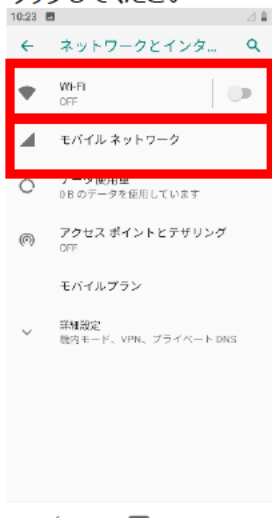 10:23
ネットワークとインタ...
Wi-Fi
OFF
モバイル ネットワーク
データ使用量
0 B のデータを使用しています
アクセス ポイントとテザリング
OFF
モバイルプラン
詳細設定
機内モード、VPN、プライベート DNS